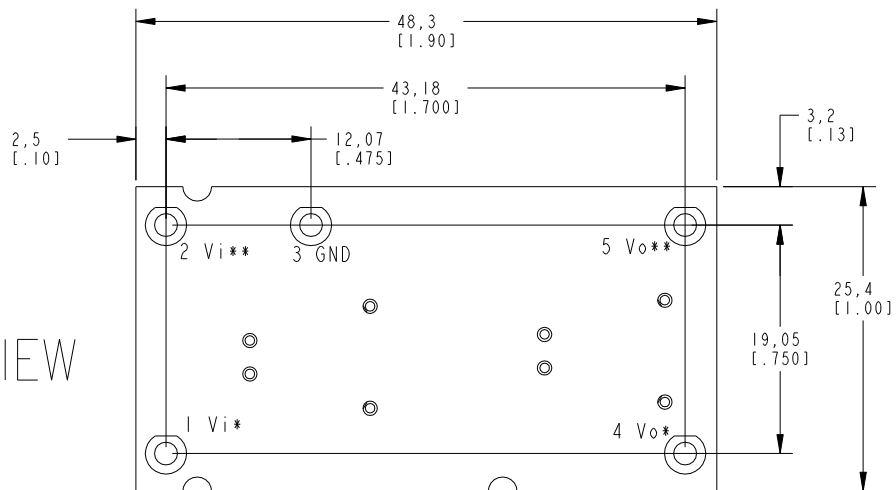 48,3
[1.90]
43,18
[1.700]
2,5
[.10]
12,07
[.475]
3,2
[.13]
2 Vi**
3 GND
5 Vo**
25,4
[1.00]
19,05
[.750]
IEW
1 Vi*
4 Vo*